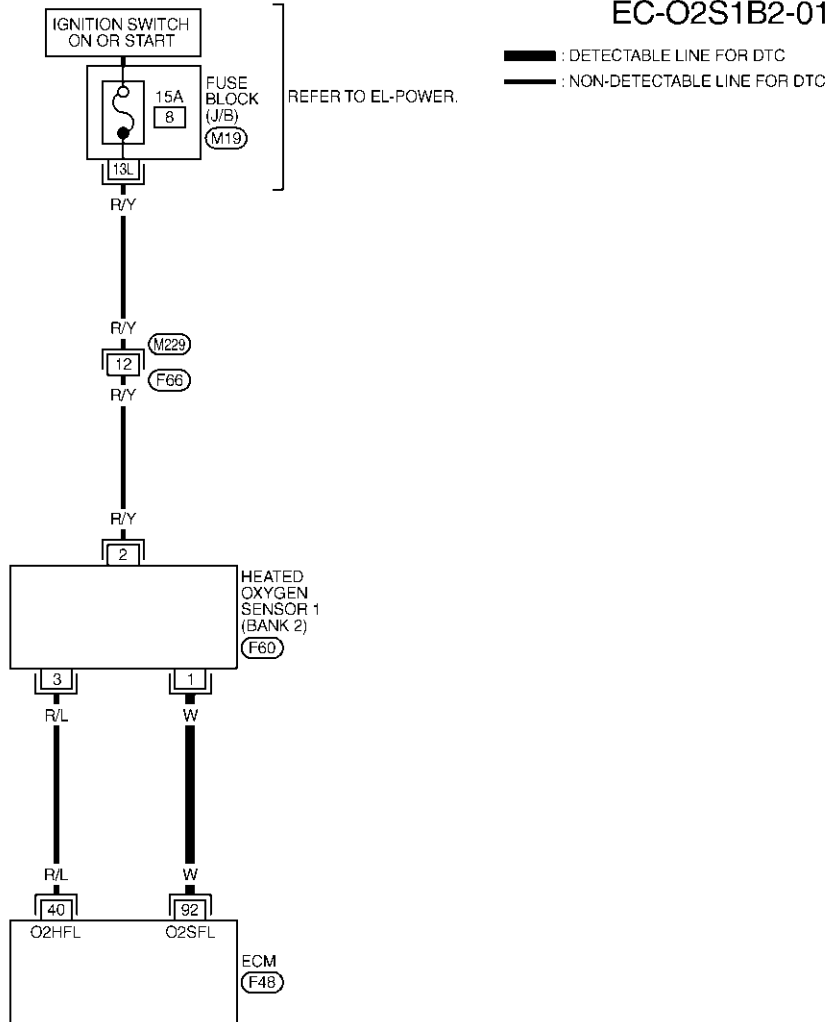 EC-O2S1B2-01
: DETECTABLE LINE FOR DTC
: NON-DETECTABLE LINE FOR DTC
IGNITION SWITCH
ON OR START
15A
8
FUSE
BLOCK
(J/B)
M19
REFER TO EL-POWER.
13L
R/Y
R/Y
M229
12
F66
R/Y
R/Y
2
HEATED
OXYGEN
SENSOR 1
(BANK 2)
F60
3 1
R/L W
R/L W
40 92
O2HFL O2SFL
ECM
F48